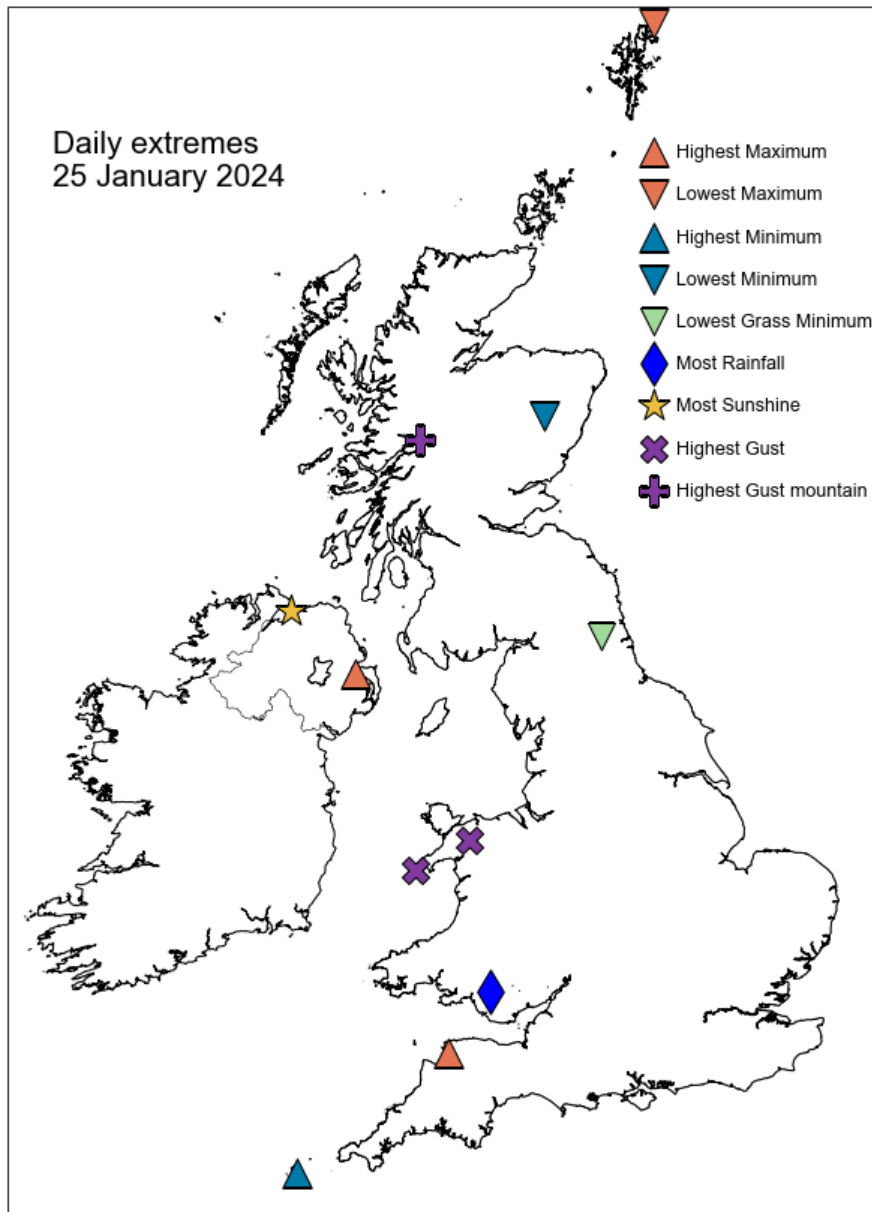 Daily extremes
25 January 2024
Highest Maximum
Lowest Maximum
Highest Minimum
Lowest Minimum
Lowest Grass Minimum
Most Rainfall
Most Sunshine
Highest Gust
Highest Gust mountain